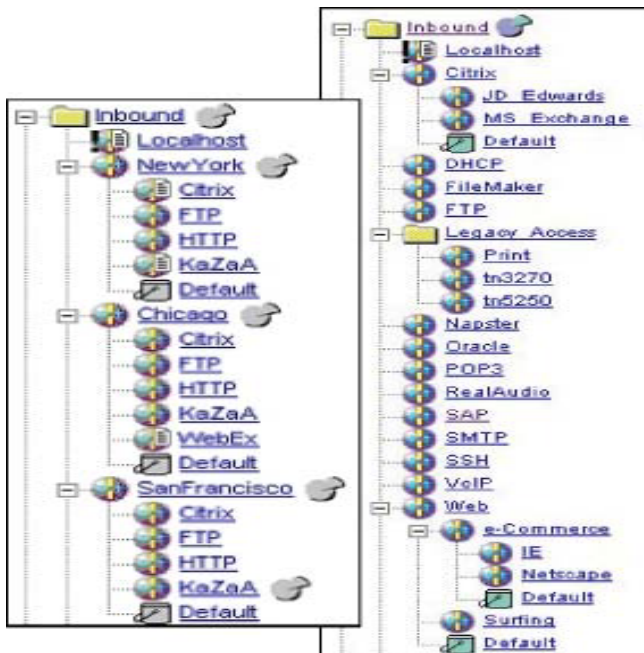 Inbound
Localhost
NewYork
Citrix
FTP
HTTP
KaZaA
Default
Chicago
Citrix
FTP
HTTP
KaZaA
WebEx
Default
SanFrancisco
Citrix
FTP
HTTP
KaZaA
Default
Inbound
Localhost
Citrix
JD_Edwards
MS_Exchange
Default
DHCP
FileMaker
FTP
Legacy_Access
Print
tn3270
tn5250
Napster
Oracle
POP3
RealAudio
SAP
SMTP
SSH
VoIP
Web
e-Commerce
IE
Netscape
Default
Surfing
Default